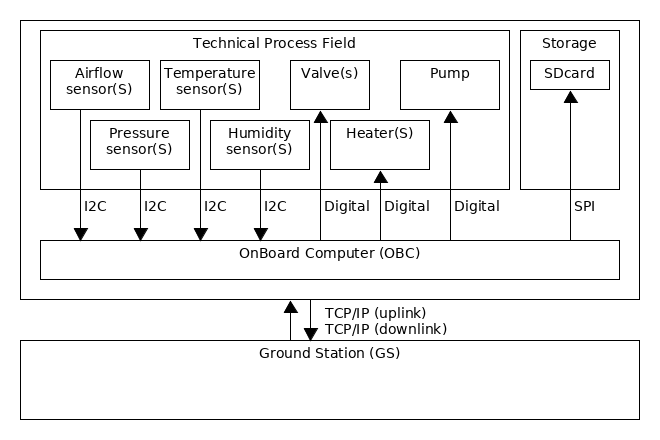 Technical Process Field
Storage
Airflow
sensor(S)
Temperature
sensor(S)
Valve(s)
Pump
SDcard
Pressure
sensor(S)
Humidity
sensor(S)
Heater(S)
I2C
I2C
I2C
I2C
Digital
Digital
Digital
SPI
OnBoard Computer (OBC)
TCP/IP (uplink)
TCP/IP (downlink)
Ground Station (GS)